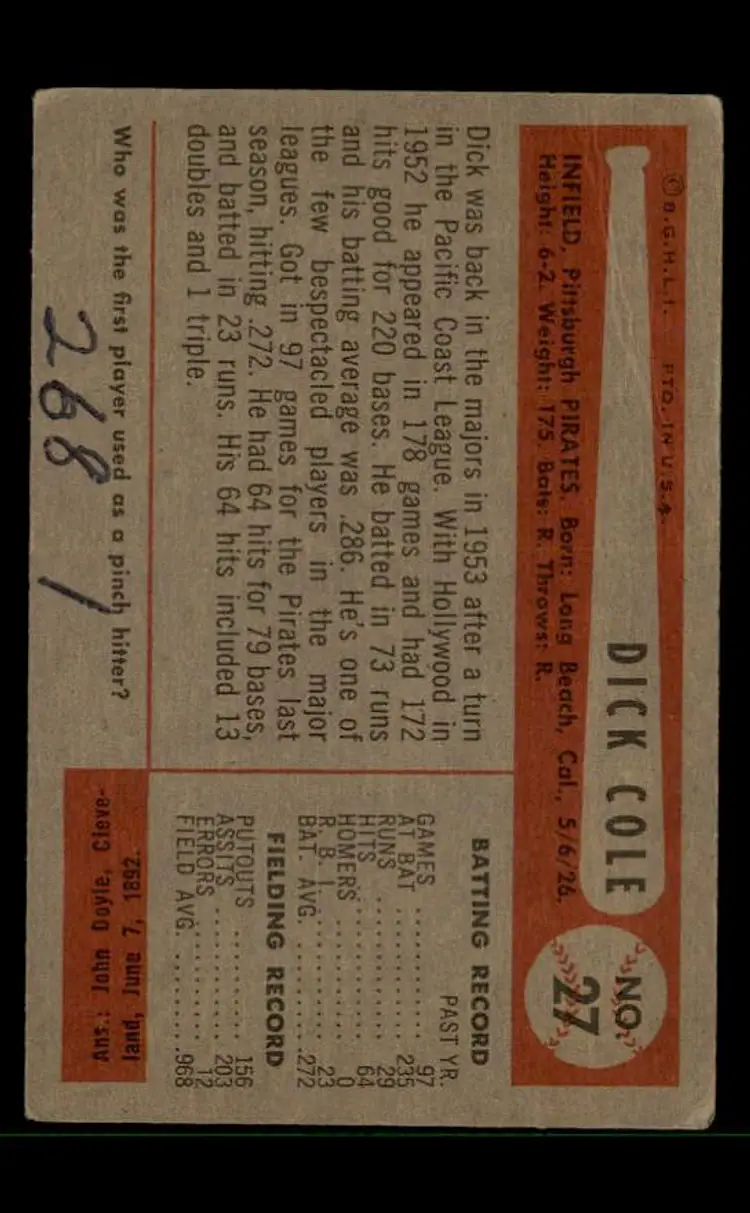 © B.G.H.L.I. PTD. IN U.S.A.
DICK COLE
NO.
27
INFIELD, Pittsburgh PIRATES. Born: Long Beach, Cal., 5/6/26.
Height: 6-2. Weight: 175. Bats: R. Throws: R.
Dick was back in the majors in 1953 after a turn
in the Pacific Coast League. With Hollywood in
1952 he appeared in 178 games and had 172
hits good for 220 bases. He batted in 73 runs
and his batting average was .286. He's one of
the few bespectacled players in the major
leagues. Got in 97 games for the Pirates last
season, hitting .272. He had 64 hits for 79 bases,
and batted in 23 runs. His 64 hits included 13
doubles and 1 triple.
BATTING RECORD
PAST YR.
GAMES .......... 97
AT BAT .......... 235
RUNS .......... 29
HITS .......... 64
HOMERS .......... 0
R. B. I. .......... 23
BAT. AVG. .......... .272
FIELDING RECORD
PUTOUTS .......... 156
ASSITS .......... 203
ERRORS .......... 12
FIELD AVG. .......... .968
Who was the first player used as a pinch hitter?
2681
Ans.: John Doyle, Cleve-
land, June 7, 1892.